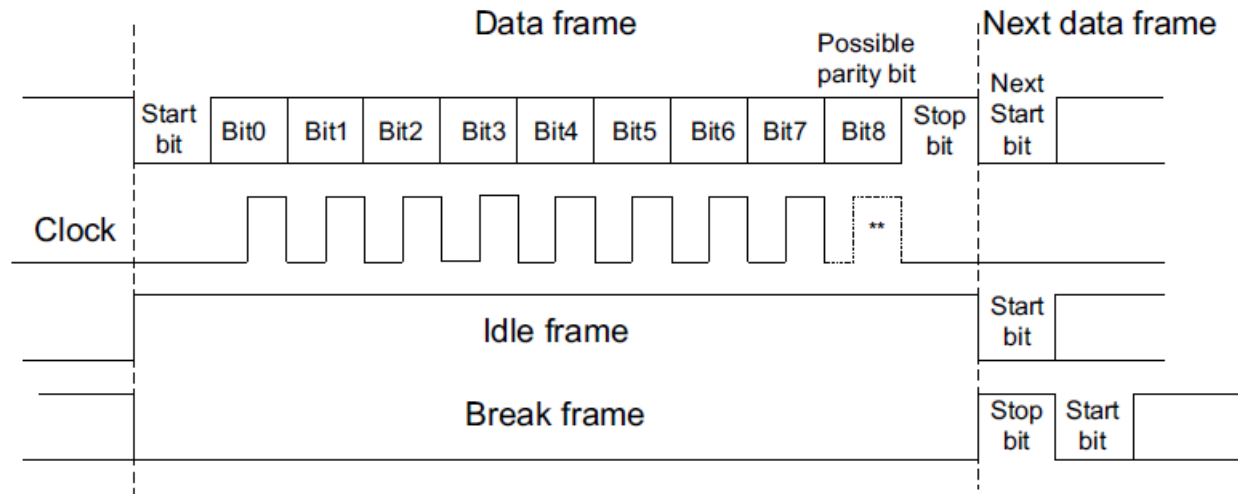 Data frame
Next data frame
Possible
parity bit
Start
bit
Bit0
Bit1
Bit2
Bit3
Bit4
Bit5
Bit6
Bit7
Bit8
Stop
bit
Next
Start
bit
Clock
**
Idle frame
Start
bit
Break frame
Stop
bit
Start
bit